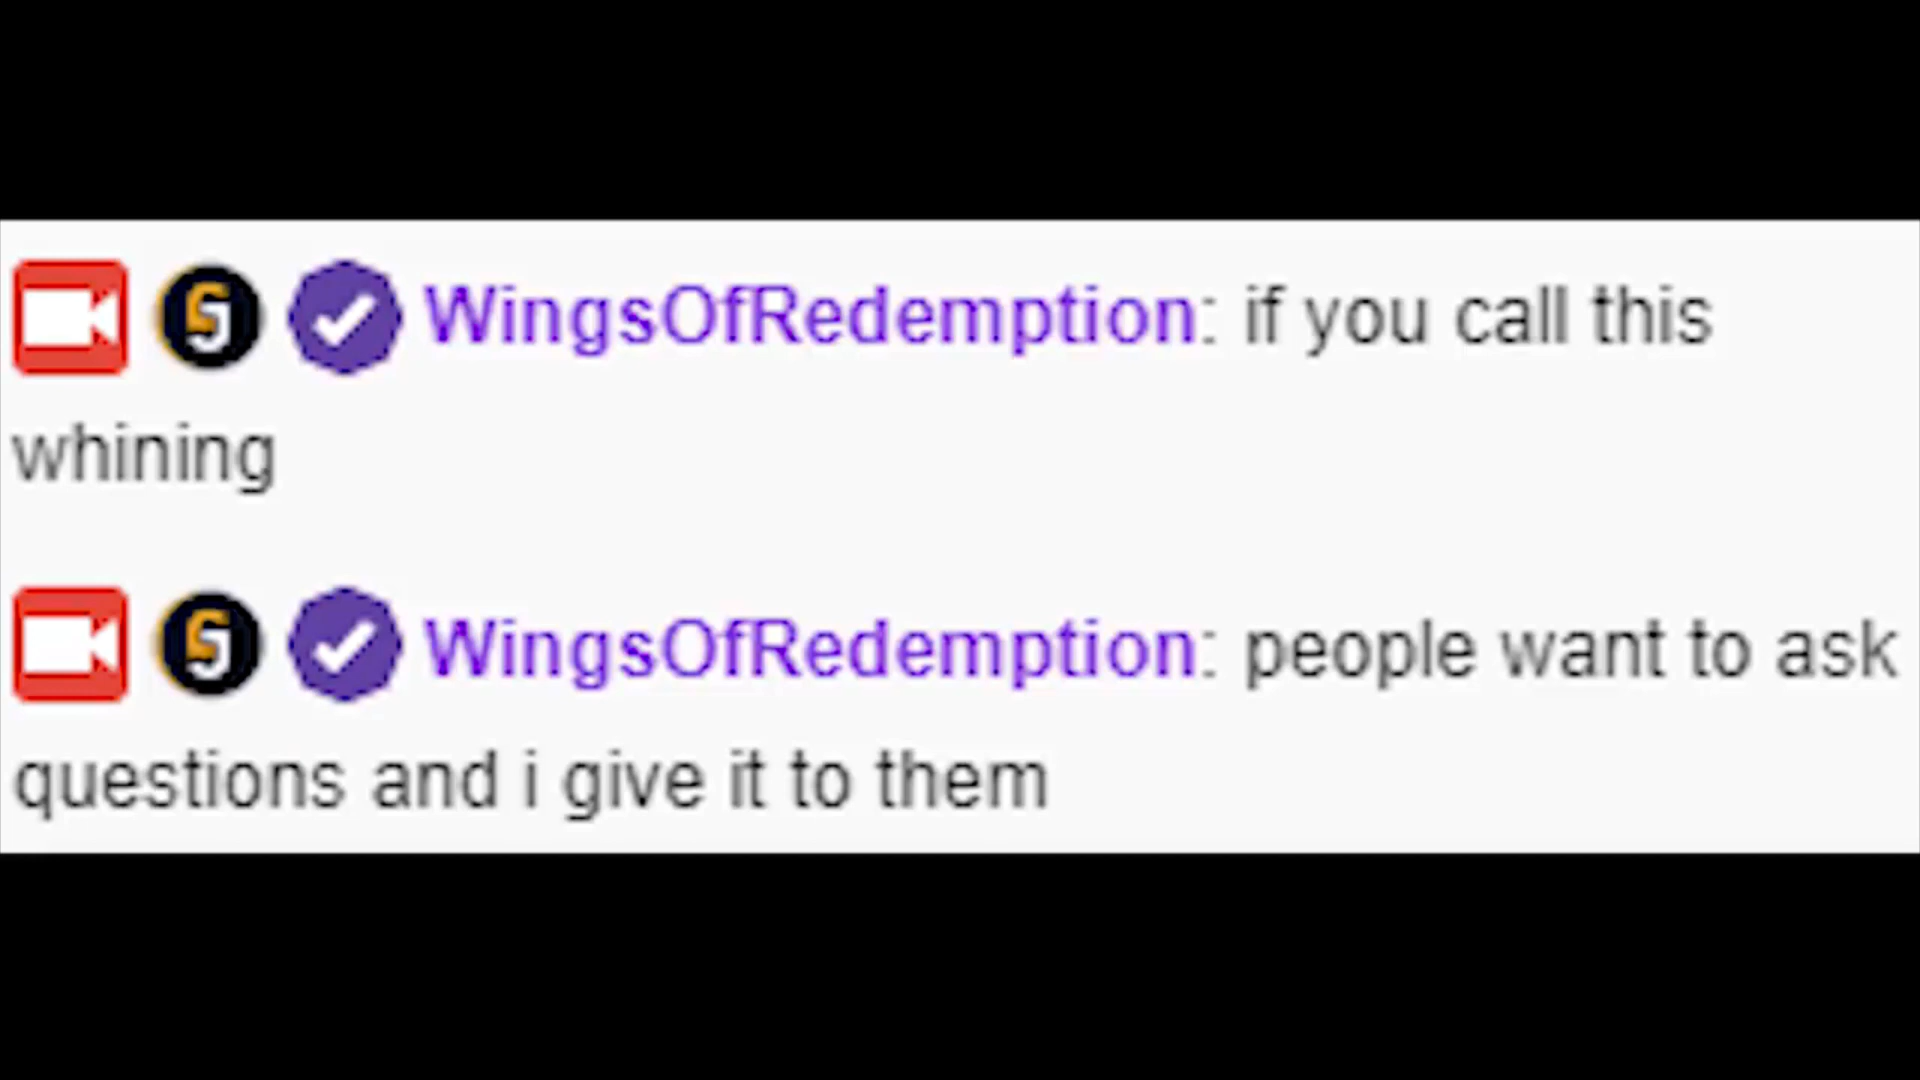 WingsOfRedemption: if you call this
whining
WingsOfRedemption: people want to ask
questions and i give it to them